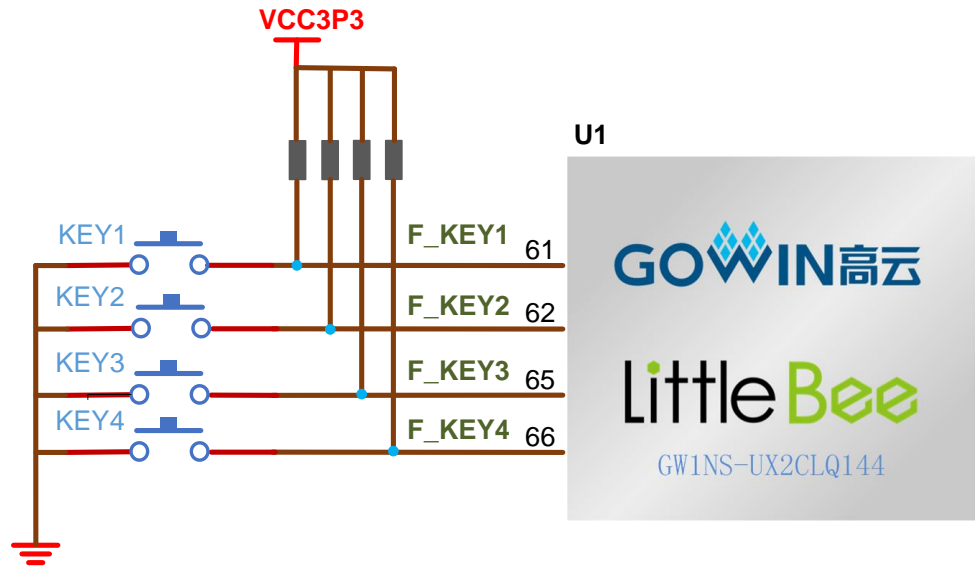 VCC3P3
U1
KEY1
F_KEY1
61
KEY2
F_KEY2
62
KEY3
F_KEY3
65
KEY4
F_KEY4
66
GOWIN高云
LittleBee
GW1NS-UX2CLQ144